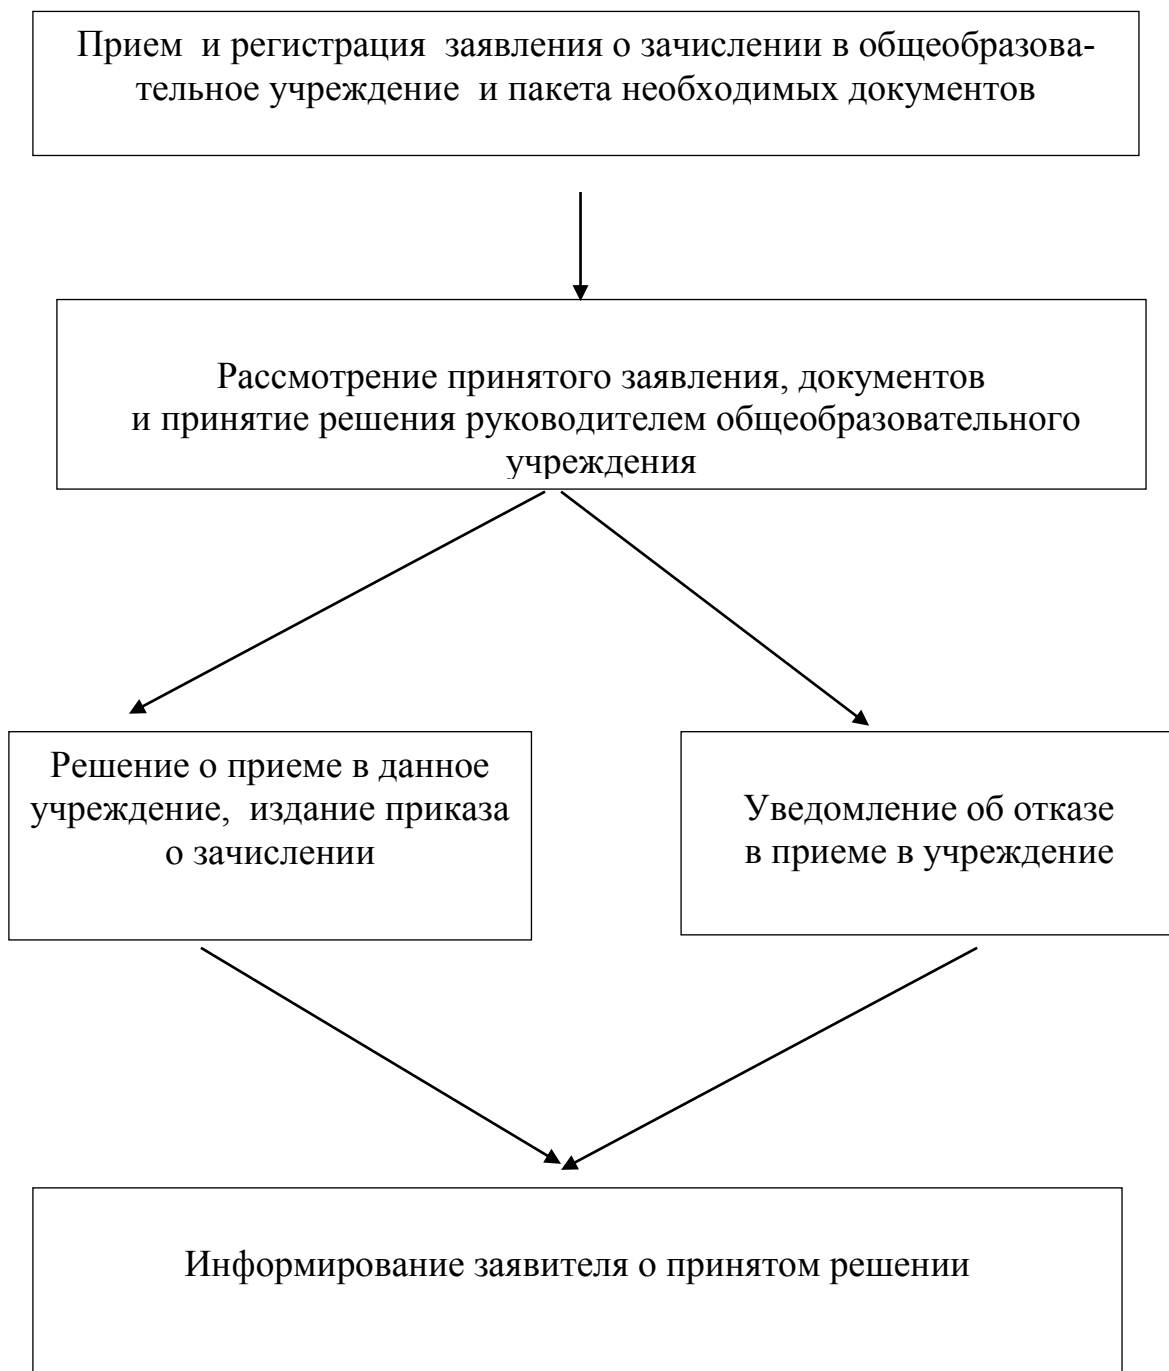 Прием  и регистрация  заявления о зачислении в общеобразова-
тельное учреждение  и пакета необходимых документов
Рассмотрение принятого заявления, документов
и принятие решения руководителем общеобразовательного
учреждения
Решение о приеме в данное
учреждение,  издание приказа
о зачислении
Уведомление об отказе
в приеме в учреждение
Информирование заявителя о принятом решении